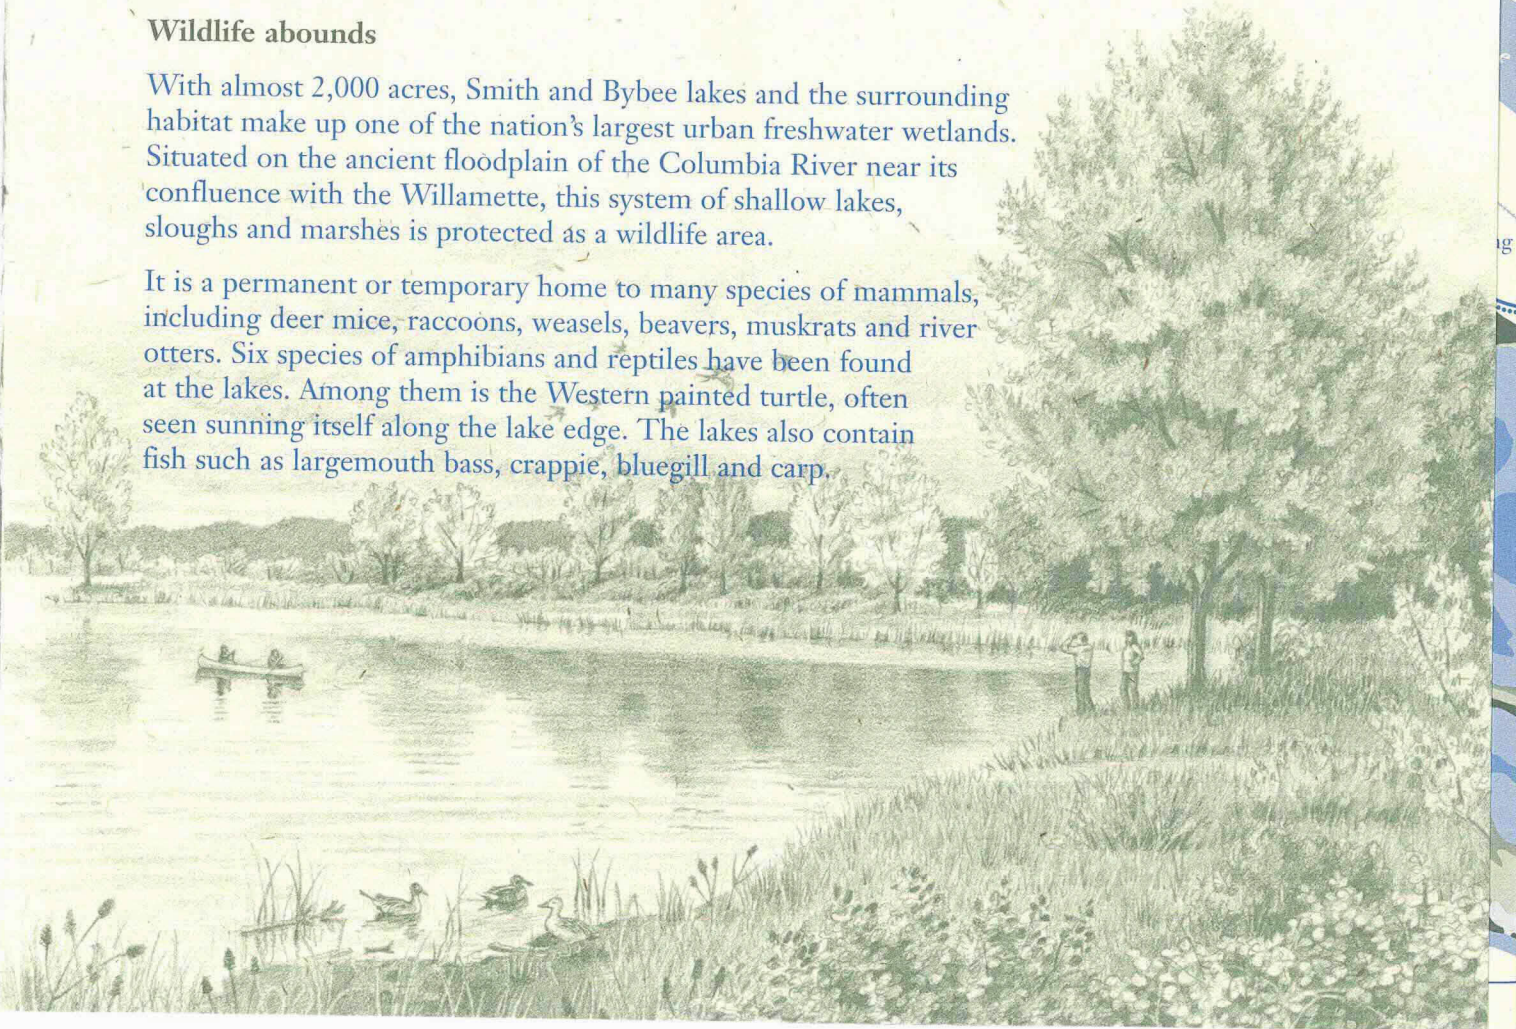 Wildlife abounds
With almost 2,000 acres, Smith and Bybee lakes and the surrounding
habitat make up one of the nation's largest urban freshwater wetlands.
Situated on the ancient floodplain of the Columbia River near its
confluence with the Willamette, this system of shallow lakes,
sloughs and marshes is protected as a wildlife area.
It is a permanent or temporary home to many species of mammals,
including deer mice, raccoons, weasels, beavers, muskrats and river
otters. Six species of amphibians and reptiles have been found
at the lakes. Among them is the Western painted turtle, often
seen sunning itself along the lake edge. The lakes also contain
fish such as largemouth bass, crappie, bluegill and carp.